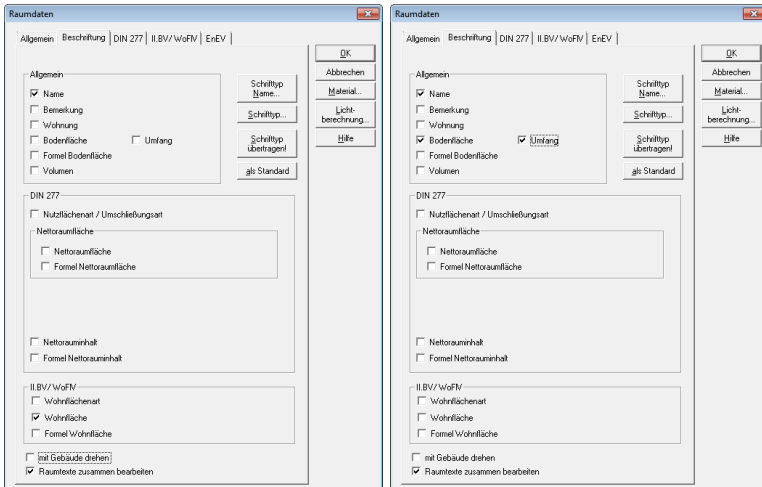 Raumdaten
Allgemein Beschriftung DIN 277 II.BV/WoFlV EnEV
Allgemein
Name
Bemerkung
Wohnung
Bodenfläche Umfang
Formel Bodenfläche
Volumen
Schrifttyp
Name...
Schrifttyp...
Schrifttyp
übertragen!
als Standard
OK
Abbrechen
Material...
Licht-
berechnung...
Hilfe
DIN 277
Nutzflächenart / Umschließungsart
Nettoraumfläche
Nettoraumfläche
Formel Nettoraumfläche
Nettorauminhalt
Formel Nettorauminhalt
II.BV/WoFlV
Wohnflächenart
Wohnfläche
Formel Wohnfläche
mit Gebäude drehen
Raumtexte zusammen bearbeiten
Raumdaten
Allgemein Beschriftung DIN 277 II.BV/WoFlV EnEV
Allgemein
Name
Bemerkung
Wohnung
Bodenfläche Umfang
Formel Bodenfläche
Volumen
Schrifttyp
Name...
Schrifttyp...
Schrifttyp
übertragen!
als Standard
OK
Abbrechen
Material...
Licht-
berechnung...
Hilfe
DIN 277
Nutzflächenart / Umschließungsart
Nettoraumfläche
Nettoraumfläche
Formel Nettoraumfläche
Nettorauminhalt
Formel Nettorauminhalt
II.BV/WoFlV
Wohnflächenart
Wohnfläche
Formel Wohnfläche
mit Gebäude drehen
Raumtexte zusammen bearbeiten